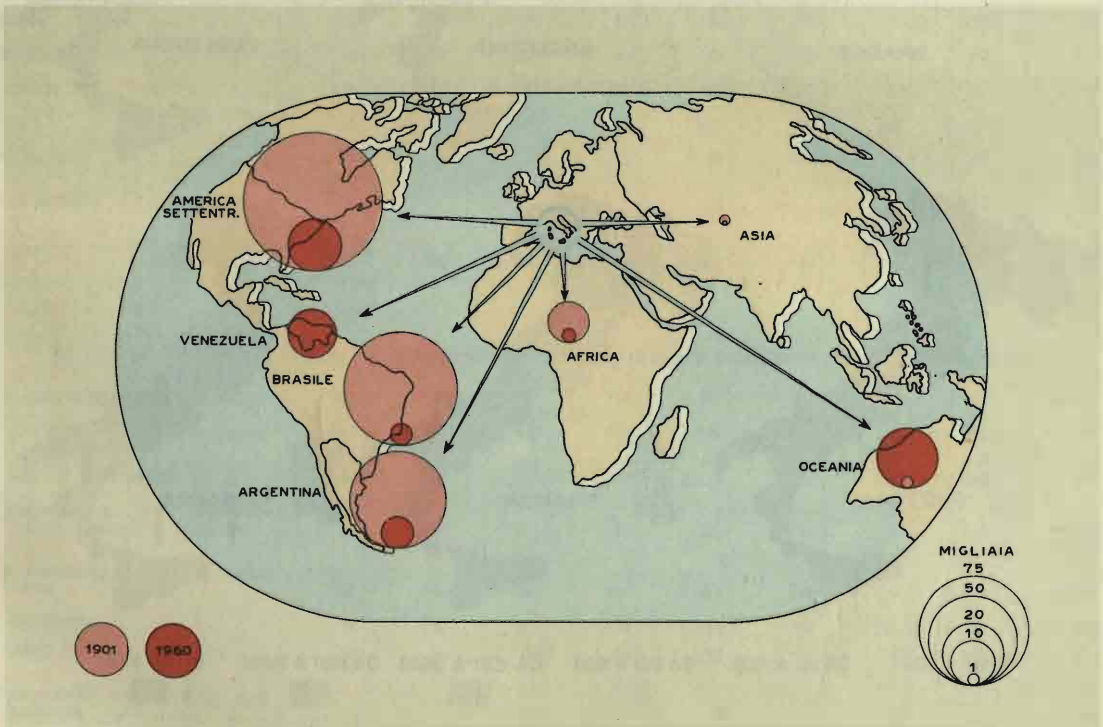 AMERICA
SETTENTR.
ASIA
VENEZUELA
AFRICA
BRASILE
OCEANIA
ARGENTINA
MIGLIAIA
75
50
20
10
1
1901
1960